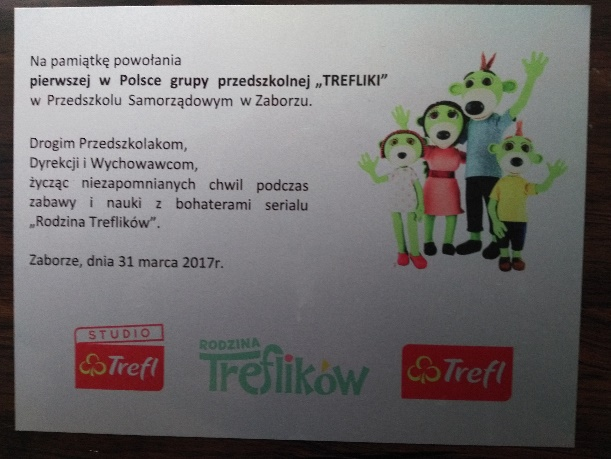 Na pamiątkę powołania
pierwszej w Polsce grupy przedszkolnej „TREFLIKI”
w Przedszkolu Samorządowym w Zaborzu.
Drogim Przedszkolakom,
Dyrekcji i Wychowawcom,
życząc niezapomnianych chwil podczas
zabawy i nauki z bohaterami serialu
„Rodzina Treflików”.
Zaborze, dnia 31 marca 2017r.
STUDIO
Trefl
RODZINA
Treflików
Trefl